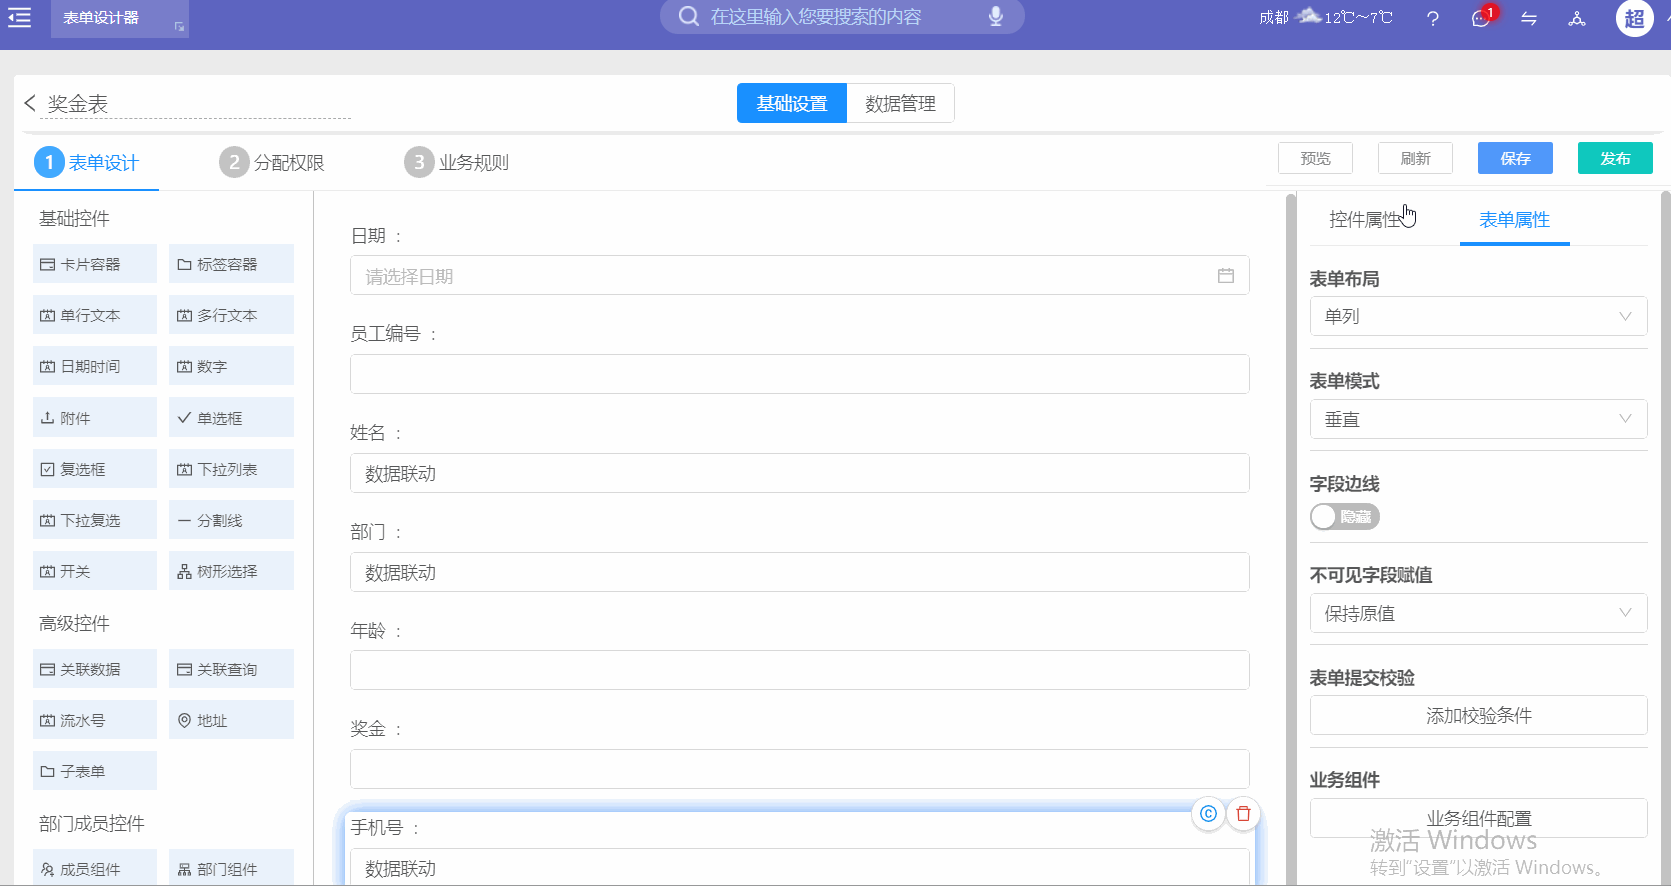 表单设计器
在这里输入您要搜索的内容
成都 12℃～7℃
?
1
超
奖金表
基础设置
数据管理
1 表单设计
2 分配权限
3 业务规则
预览
刷新
保存
发布
基础控件
卡片容器
标签容器
单行文本
多行文本
日期时间
数字
附件
单选框
复选框
下拉列表
下拉复选
分割线
开关
树形选择
高级控件
关联数据
关联查询
流水号
地址
子表单
部门成员控件
成员组件
部门组件
日期 :
请选择日期
员工编号 :
姓名 :
数据联动
部门 :
数据联动
年龄 :
奖金 :
手机号 :
数据联动
控件属性
表单属性
表单布局
单列
表单模式
垂直
字段边线
隐藏
不可见字段赋值
保持原值
表单提交校验
添加校验条件
业务组件
业务组件配置
激活 Windows
转到“设置”以激活 Windows。